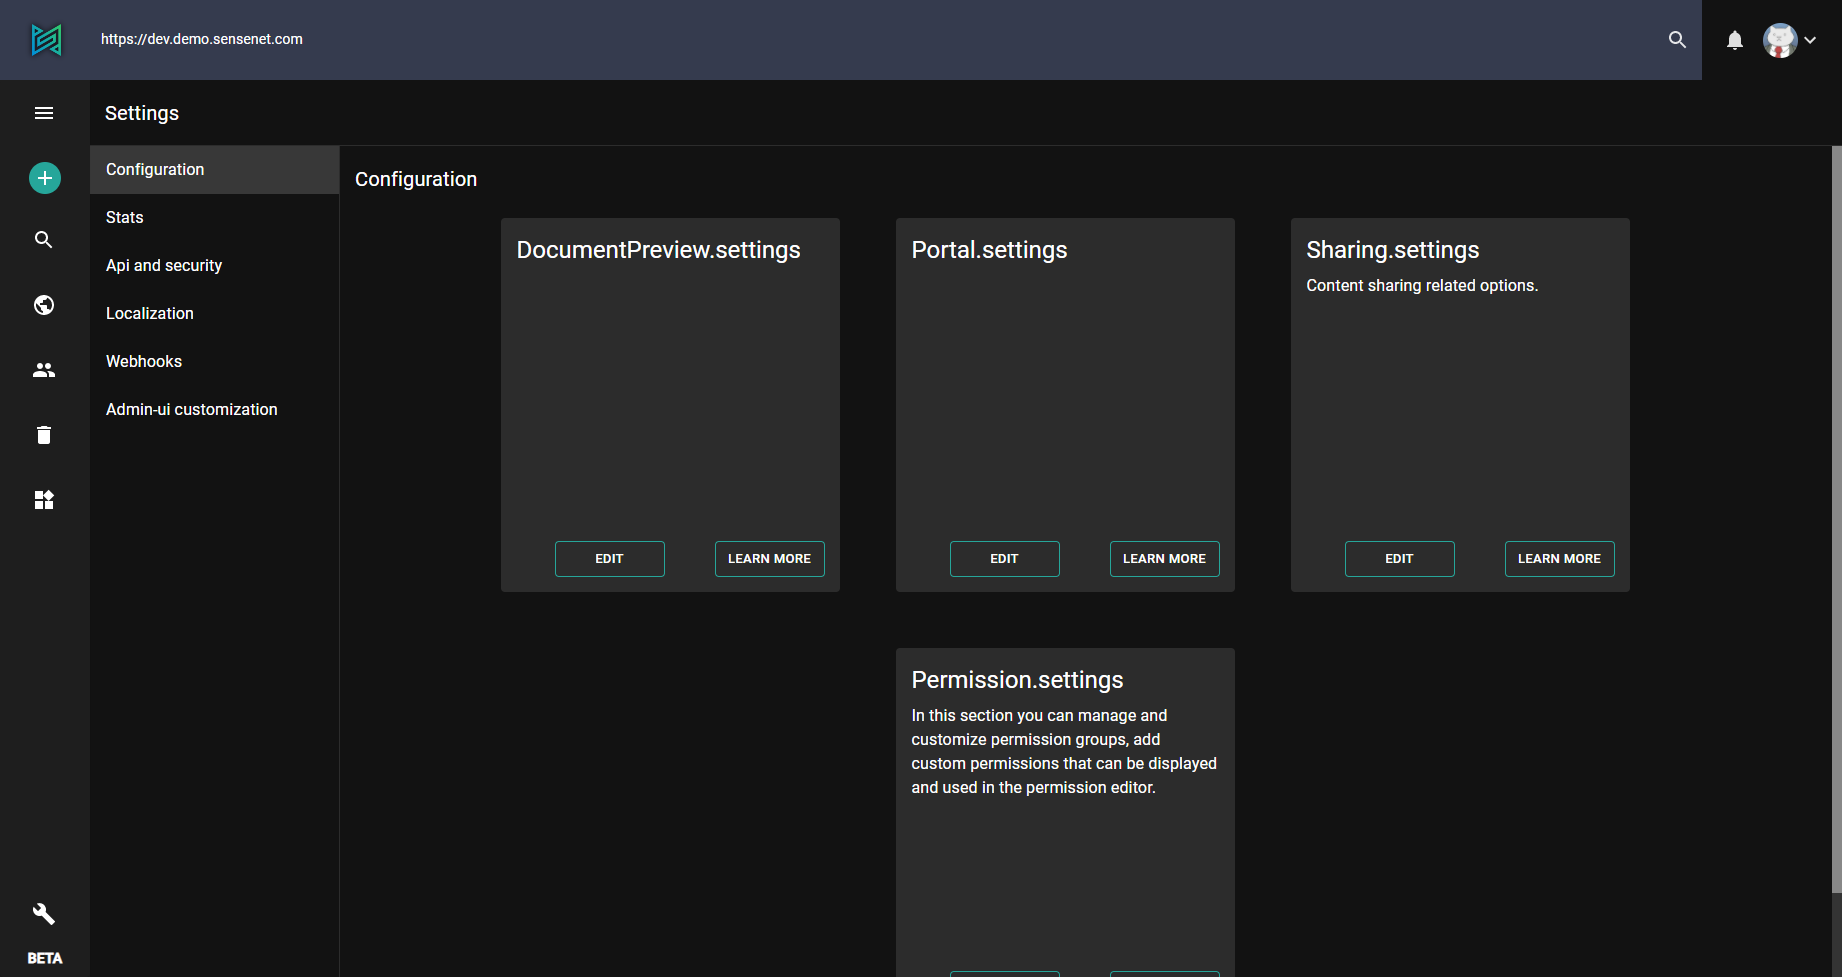 https://dev.demo.sensenet.com
Settings
Configuration
Stats
Api and security
Localization
Webhooks
Admin-ui customization
BETA
Configuration
DocumentPreview.settings
EDIT
LEARN MORE
Portal.settings
EDIT
LEARN MORE
Sharing.settings
Content sharing related options.
EDIT
LEARN MORE
Permission.settings
In this section you can manage and
customize permission groups, add
custom permissions that can be displayed
and used in the permission editor.